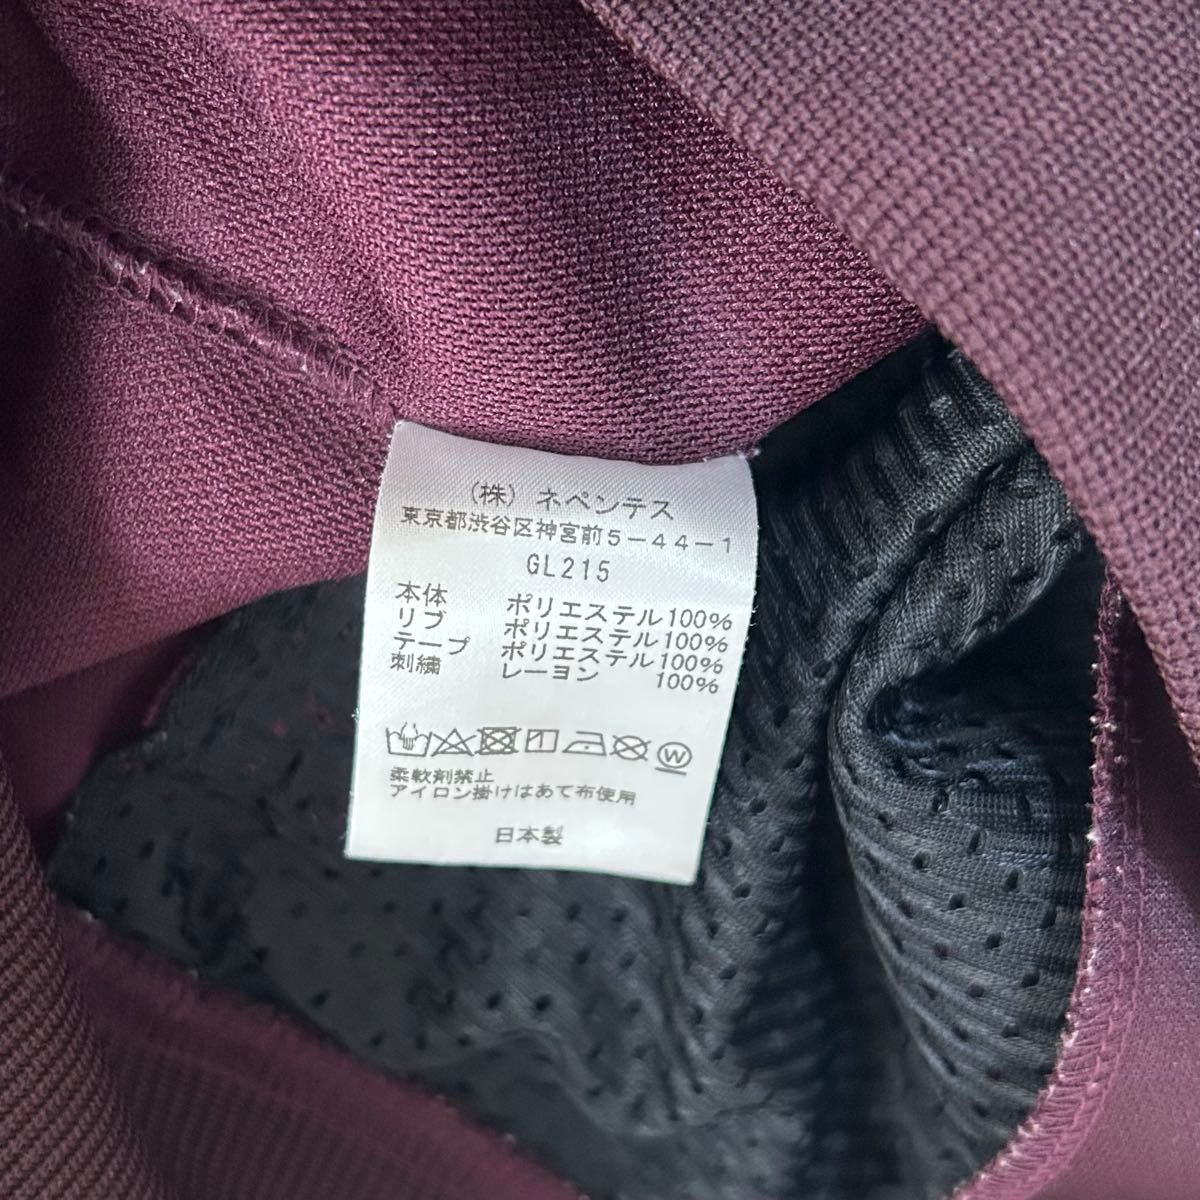 (株) ネペンテス
東京都渋谷区神宮前5-44-1
GL215
本体 ポリエステル100%
リブ ポリエステル100%
テープ ポリエステル100%
刺繍 レーヨン 100%
W
柔軟剤禁止
アイロン掛けはあて布使用
日本製